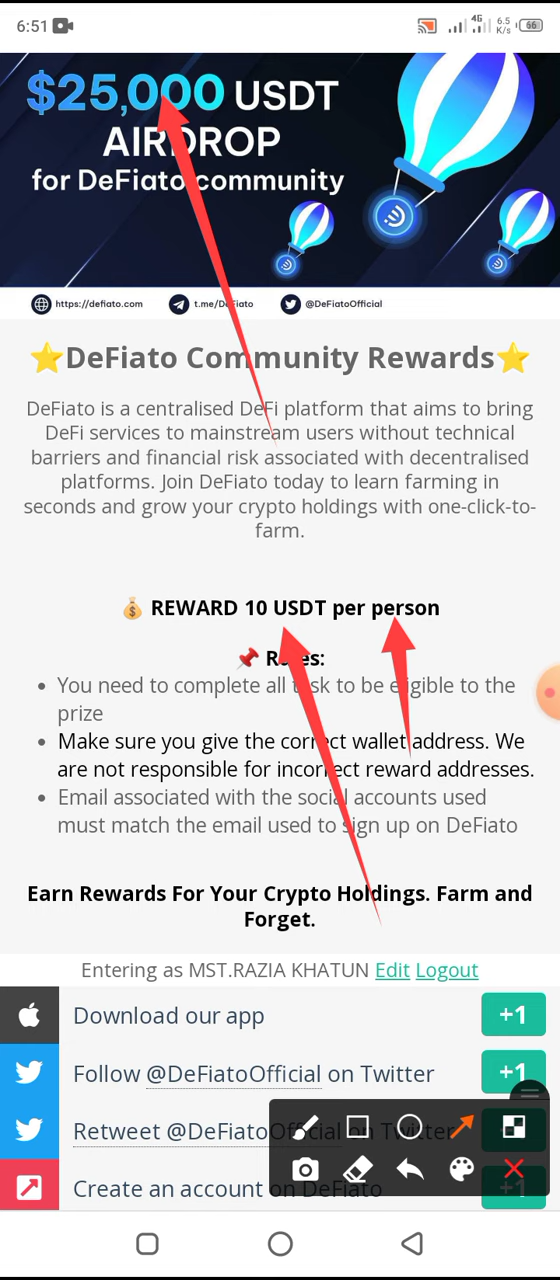 6:51
4G
6.5
K/s
66
$25,000 USDT
AIRDROP
for DeFiato community
https://defiato.com
t.me/DeFiato
@DeFiatoOfficial
⭐DeFiato Community Rewards⭐
DeFiato is a centralised DeFi platform that aims to bring
DeFi services to mainstream users without technical
barriers and financial risk associated with decentralised
platforms. Join DeFiato today to learn farming in
seconds and grow your crypto holdings with one-click-to-
farm.
💰 REWARD 10 USDT per person
📌 Rules:
• You need to complete all task to be eligible to the
prize
• Make sure you give the correct wallet address. We
are not responsible for incorrect reward addresses.
• Email associated with the social accounts used
must match the email used to sign up on DeFiato
Earn Rewards For Your Crypto Holdings. Farm and
Forget.
Entering as MST.RAZIA KHATUN Edit Logout
Download our app +1
Follow @DeFiatoOfficial on Twitter +1
Retweet @DeFiatoOfficial on Twitter
Create an account on DeFiato +1